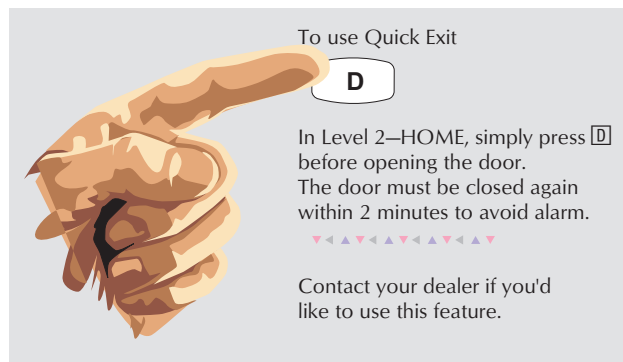 To use Quick Exit
D
In Level 2—HOME, simply press D
before opening the door.
The door must be closed again
within 2 minutes to avoid alarm.
Contact your dealer if you'd
like to use this feature.